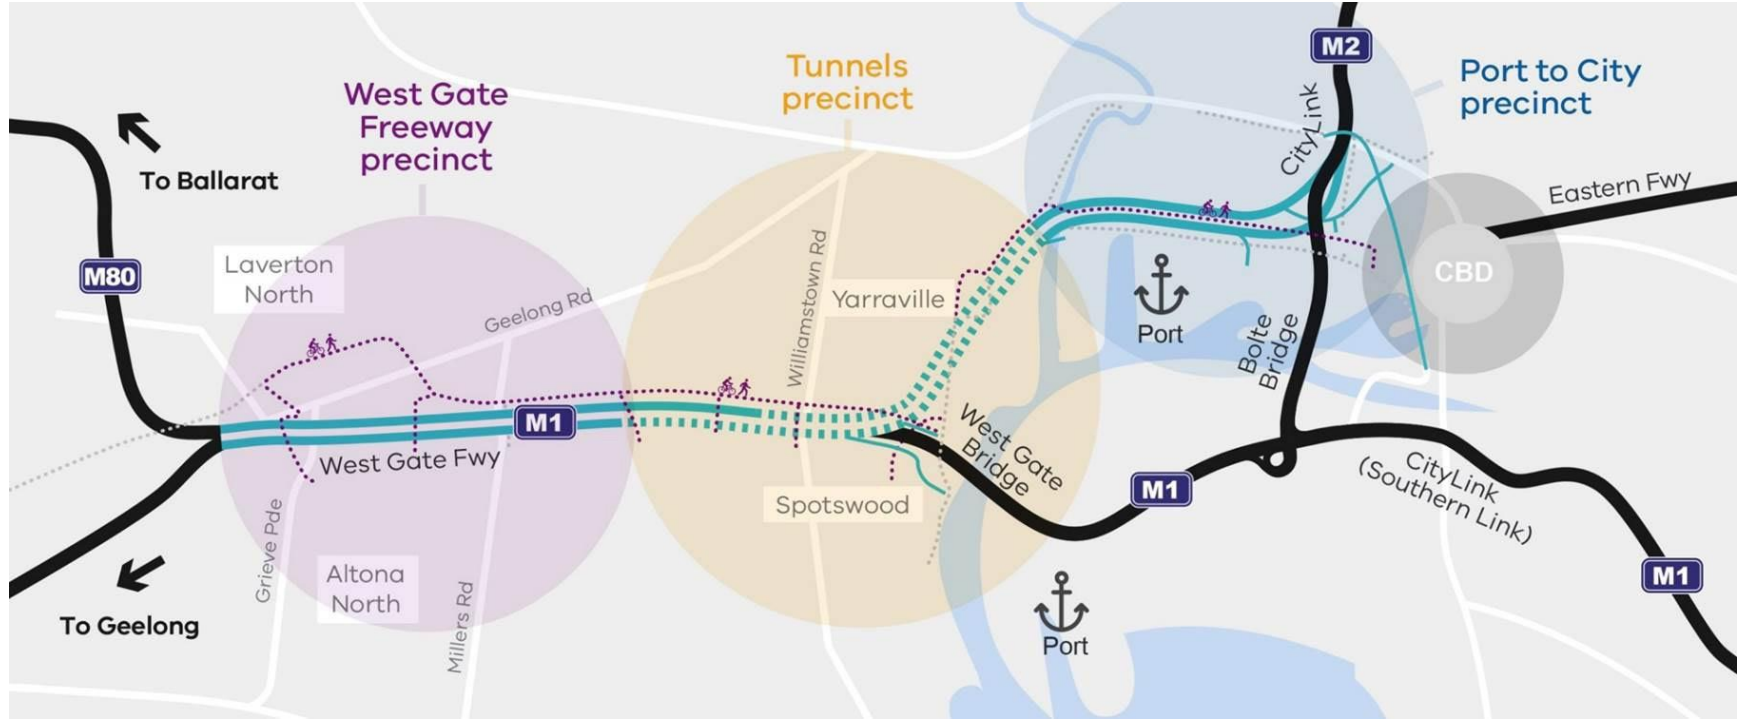 West Gate
Freeway
precinct
Tunnels
precinct
Port to City
precinct
M2
CityLink
To Ballarat
M80
Laverton
North
Geelong Rd
Williamstown Rd
Yarraville
Port
Bolte
Bridge
Eastern Fwy
CBD
M1
West Gate Fwy
West Gate
Bridge
Spotswood
M1
CityLink
(Southern Link)
M1
Grieve Pde
Altona
North
Millers Rd
To Geelong
Port